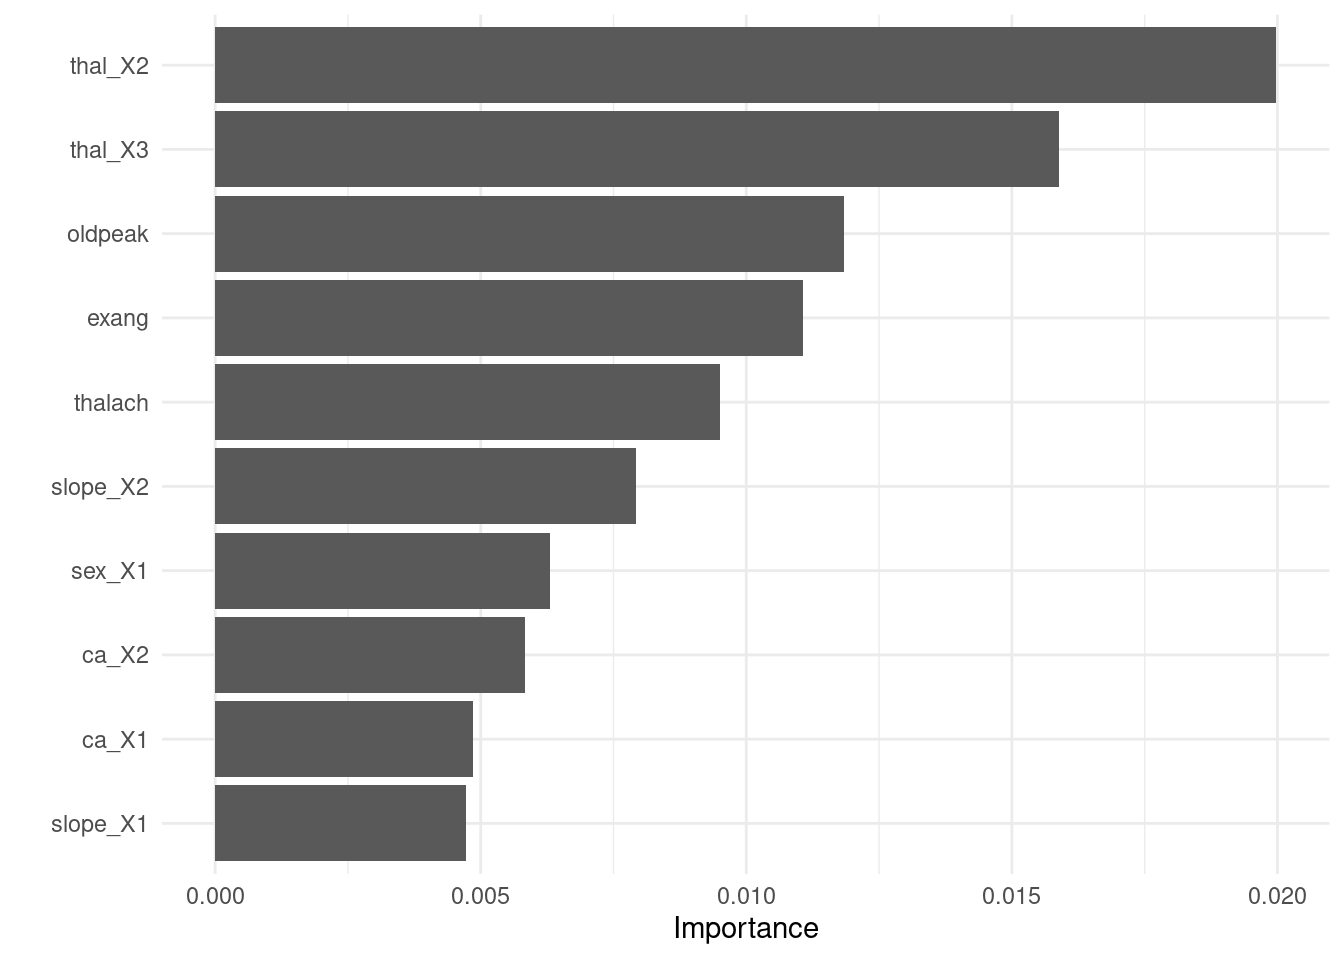 thal_X2
thal_X3
oldpeak
exang
thalach
slope_X2
sex_X1
ca_X2
ca_X1
slope_X1
0.000 0.005 0.010 0.015 0.020
Importance